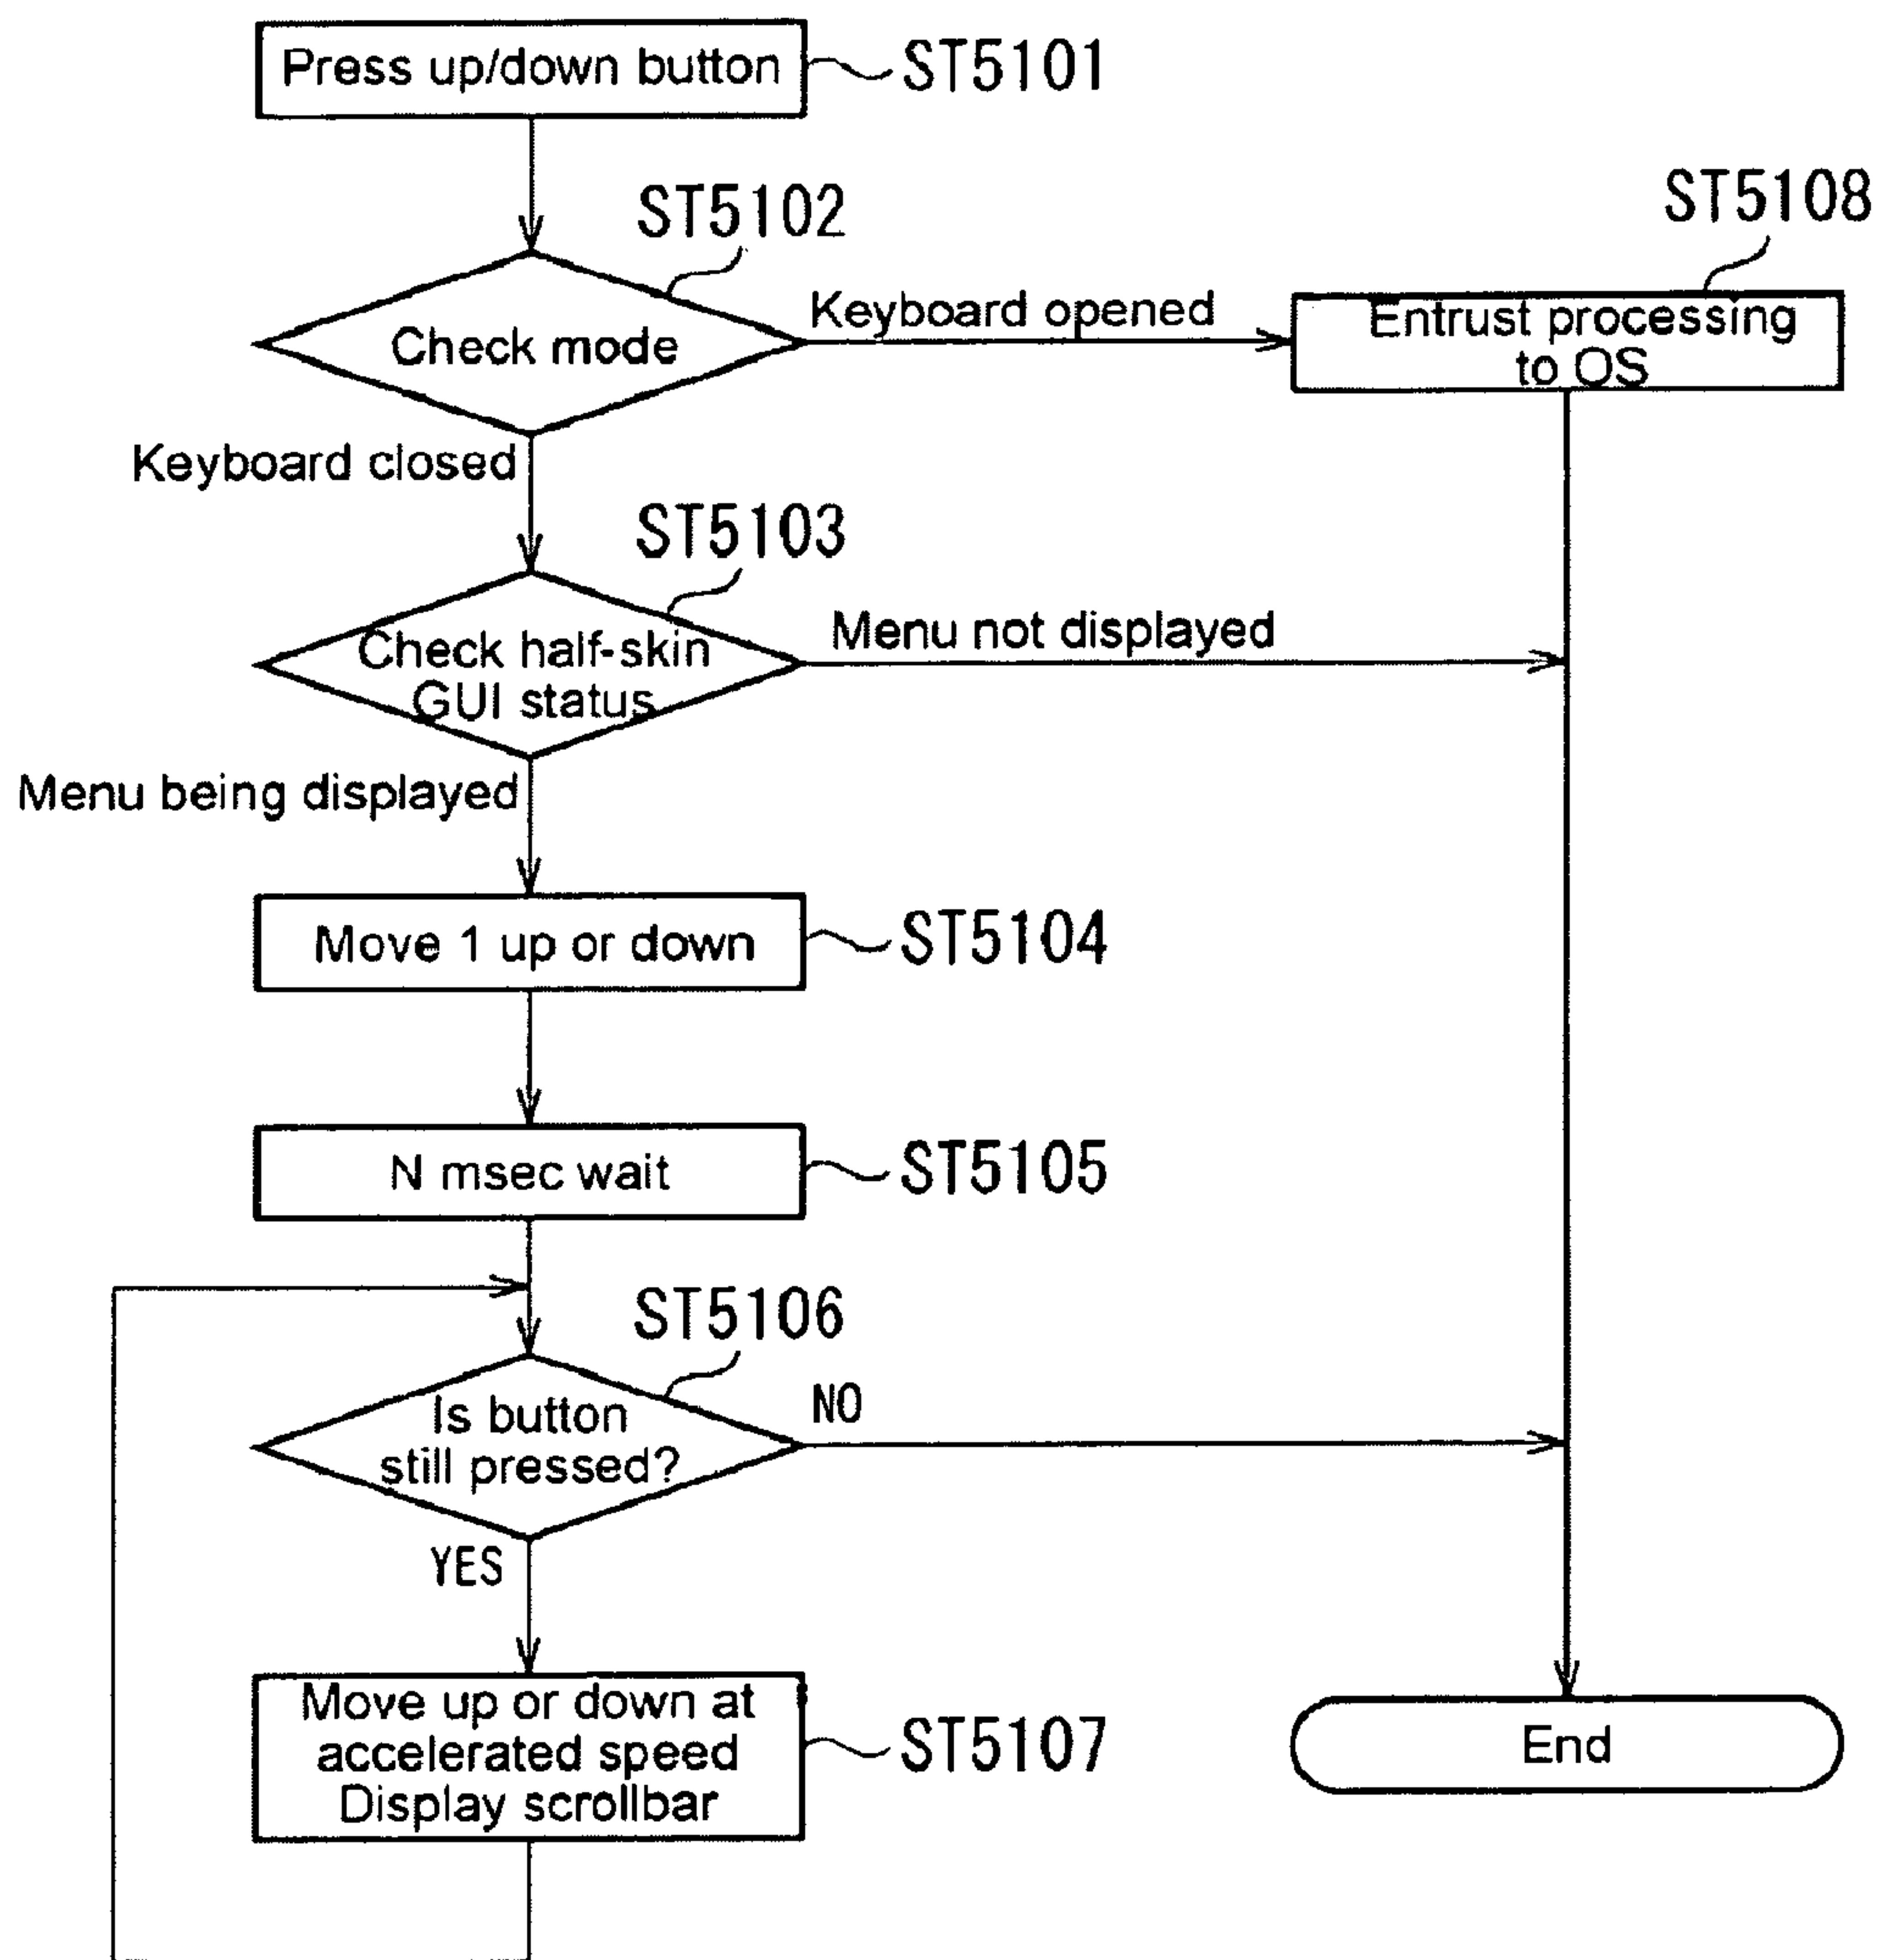 Press up/down button
ST5101
ST5102
ST5108
Check mode
Keyboard opened
Entrust processing
to OS
Keyboard closed
ST5103
Check half-skin
GUI status
Menu not displayed
Menu being displayed
Move 1 up or down
ST5104
N msec wait
ST5105
ST5106
Is button
still pressed?
NO
YES
Move up or down at
accelerated speed
Display scrollbar
ST5107
End